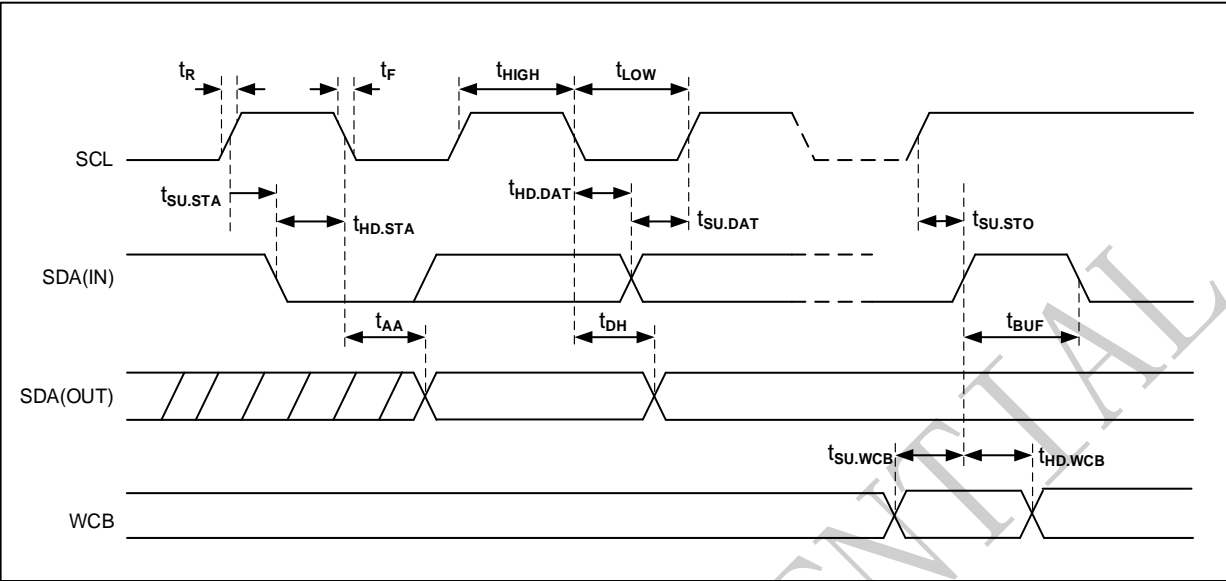 tR tF tHIGH tLOW
SCL
tSU.STA tHD.STA tHD.DAT tSU.DAT tSU.STO
SDA(IN)
tAA tDH tBUF
SDA(OUT)
tSU.WCB tHD.WCB
WCB
ENTIAL